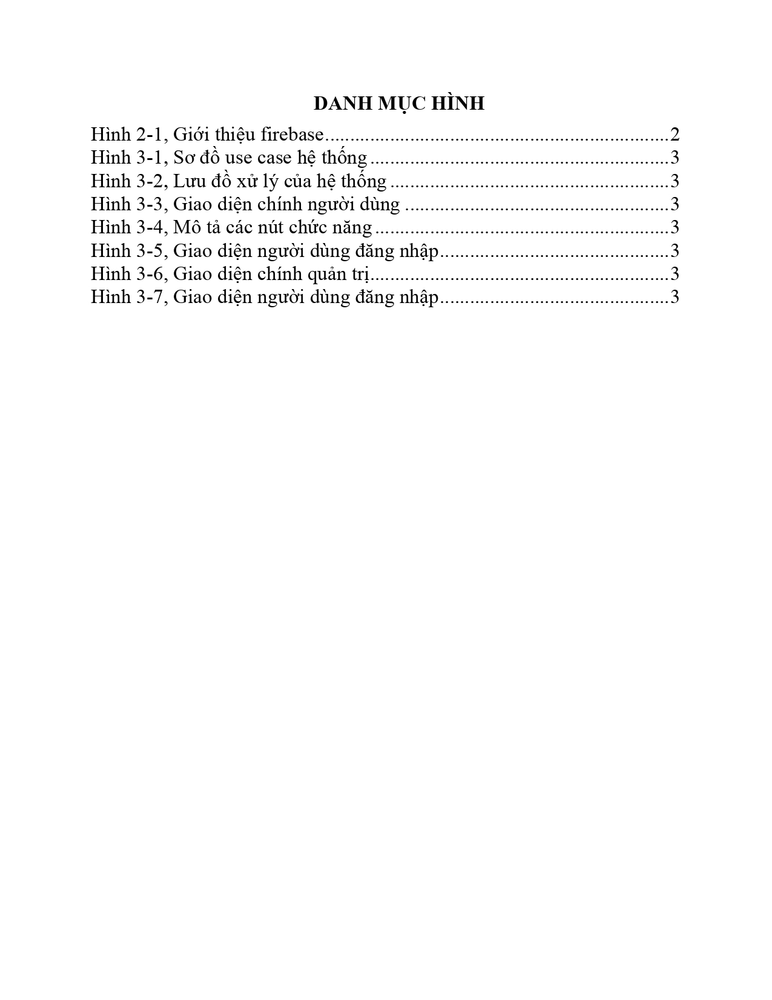 DANH MỤC HÌNH
Hình 2-1, Giới thiệu firebase.....................................................................2
Hình 3-1, Sơ đồ use case hệ thống ............................................................3
Hình 3-2, Lưu đồ xử lý của hệ thống ........................................................3
Hình 3-3, Giao diện chính người dùng .....................................................3
Hình 3-4, Mô tả các nút chức năng ...........................................................3
Hình 3-5, Giao diện người dùng đăng nhập..............................................3
Hình 3-6, Giao diện chính quản trị............................................................3
Hình 3-7, Giao diện người dùng đăng nhập..............................................3